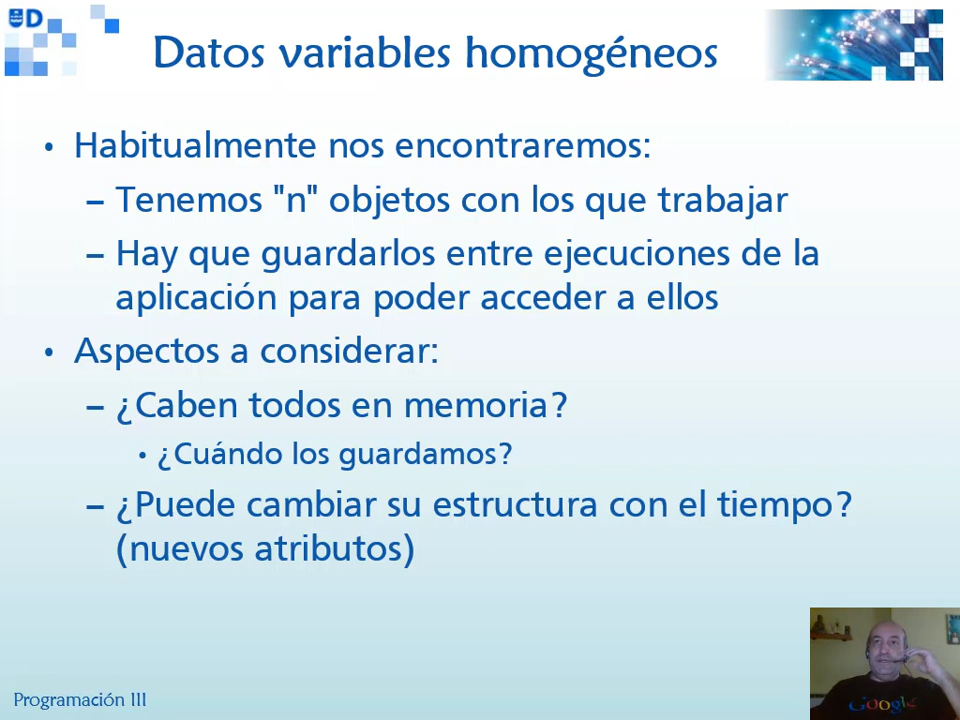 D
Datos variables homogéneos
• Habitualmente nos encontraremos:
– Tenemos "n" objetos con los que trabajar
– Hay que guardarlos entre ejecuciones de la
aplicación para poder acceder a ellos
• Aspectos a considerar:
– ¿Caben todos en memoria?
• ¿Cuándo los guardamos?
– ¿Puede cambiar su estructura con el tiempo?
(nuevos atributos)
Programación III
Google